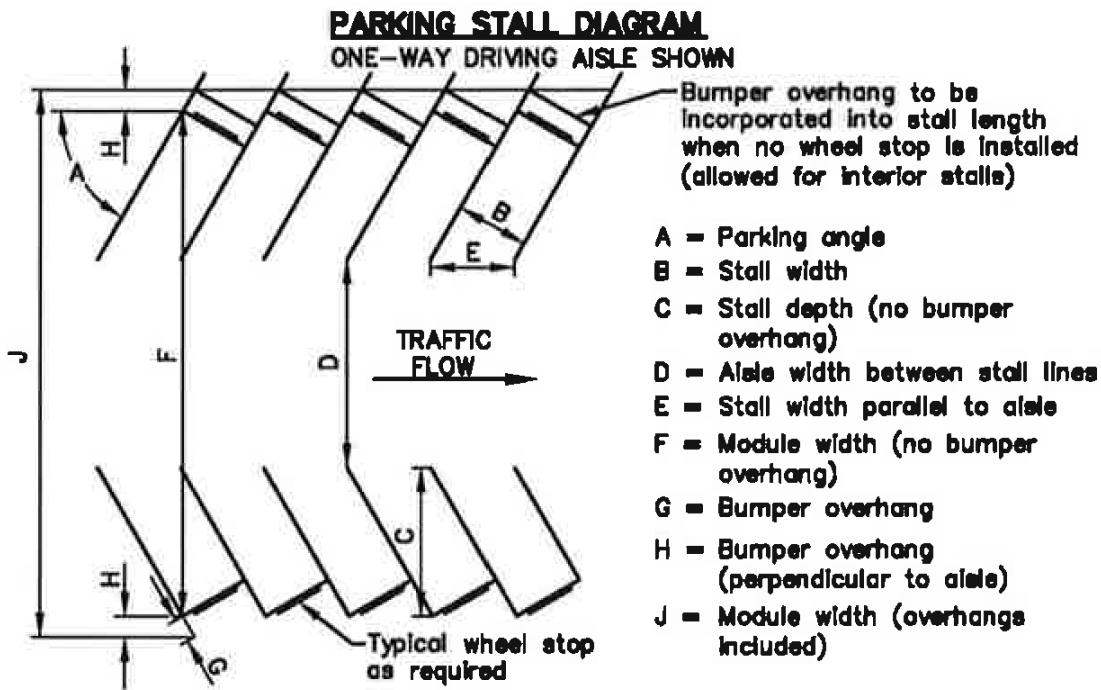 PARKING STALL DIAGRAM
ONE-WAY DRIVING AISLE SHOWN
Bumper overhang to be
incorporated into stall length
when no wheel stop is installed
(allowed for interior stalls)
H
A
B
E
J
F
D
TRAFFIC
FLOW
C
H
G
Typical wheel stop
as required
A = Parking angle
B = Stall width
C = Stall depth (no bumper
overhang)
D = Aisle width between stall lines
E = Stall width parallel to aisle
F = Module width (no bumper
overhang)
G = Bumper overhang
H = Bumper overhang
(perpendicular to aisle)
J = Module width (overhangs
included)